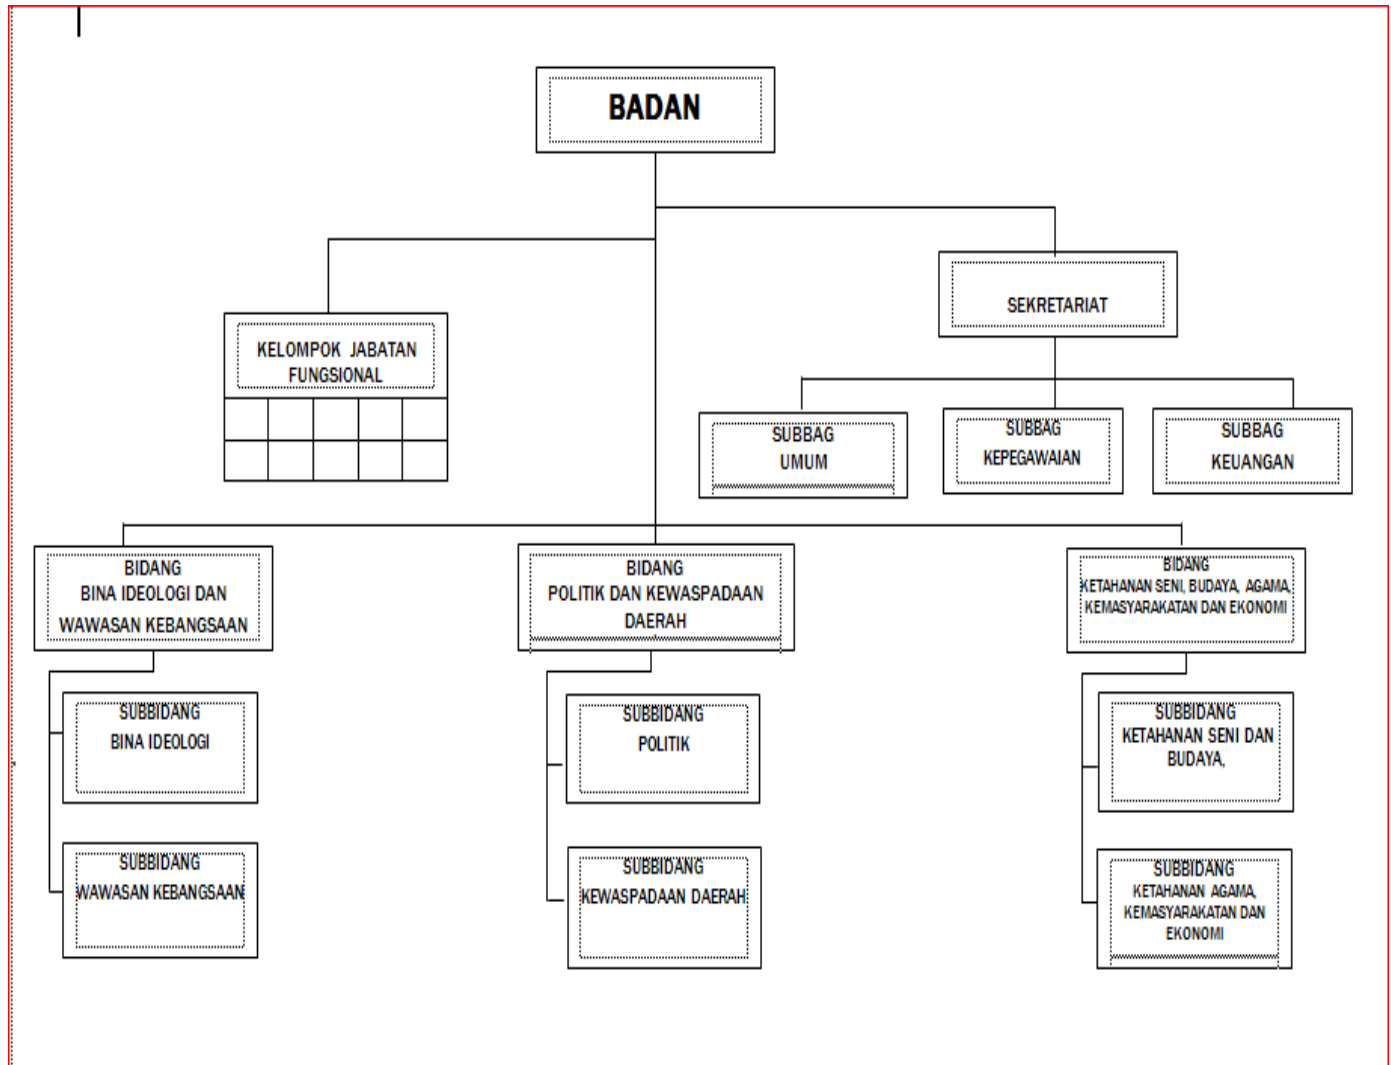 BADAN
SEKRETARIAT
KELOMPOK JABATAN
FUNGSIONAL
SUBBAG
UMUM
SUBBAG
KEPEGAWAIAN
SUBBAG
KEUANGAN
BIDANG
BINA IDEOLOGI DAN
WAWASAN KEBANGSAAN
BIDANG
POLITIK DAN KEWASPADAAN
DAERAH
BIDANG
KETAHANAN SENI, BUDAYA, AGAMA,
KEMASYARAKATAN DAN EKONOMI
SUBBIDANG
BINA IDEOLOGI
SUBBIDANG
POLITIK
SUBBIDANG
KETAHANAN SENI DAN
BUDAYA,
SUBBIDANG
WAWASAN KEBANGSAAN
SUBBIDANG
KEWASPADAAN DAERAH
SUBBIDANG
KETAHANAN AGAMA,
KEMASYARAKATAN DAN
EKONOMI